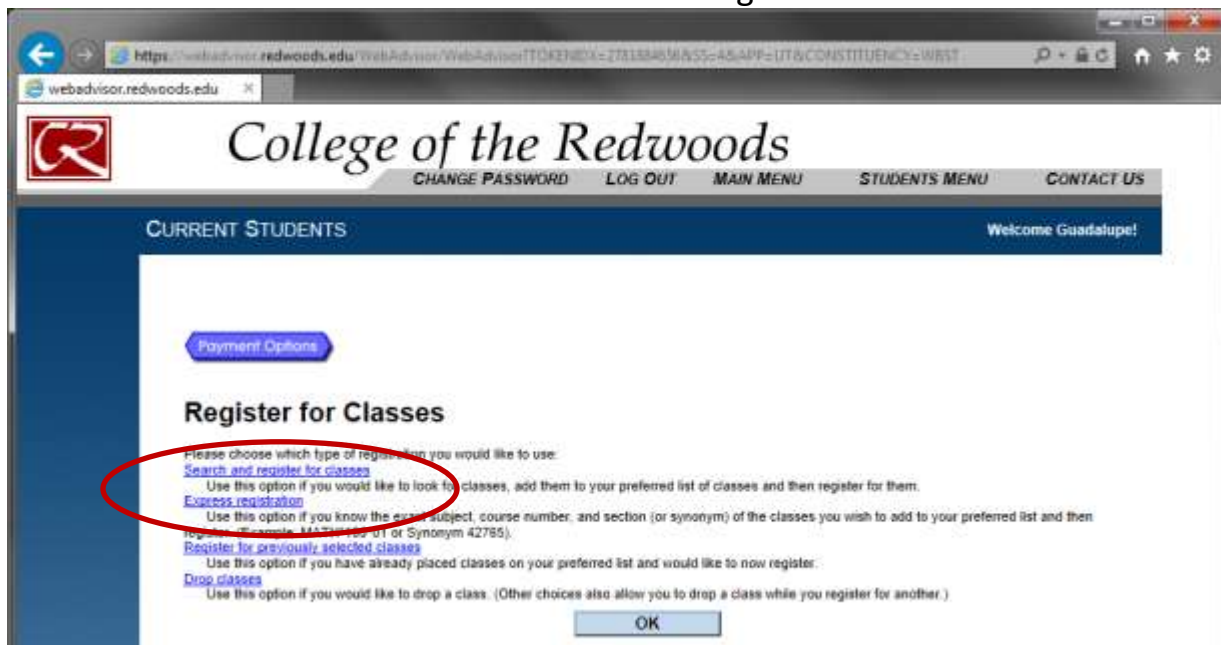 https://webadvisor.redwoods.edu/WebAdvisor/WebAdvisor?
webadvisor.redwoods.edu
College of the Redwoods
CHANGE PASSWORD LOG OUT MAIN MENU STUDENTS MENU CONTACT US
CURRENT STUDENTS Welcome Guadalupe!
Payment Options
Register for Classes
Please choose which type of registration you would like to use:
Search and register for classes
Use this option if you would like to look for classes, add them to your preferred list of classes and then register for them.
Express registration
Use this option if you know the exact subject, course number, and section (or synonym) of the classes you wish to add to your preferred list and then
register. (Example: or Synonym 42765).
Register for previously selected classes
Use this option if you have already placed classes on your preferred list and would like to now register.
Drop classes
Use this option if you would like to drop a class. (Other choices also allow you to drop a class while you register for another.)
OK